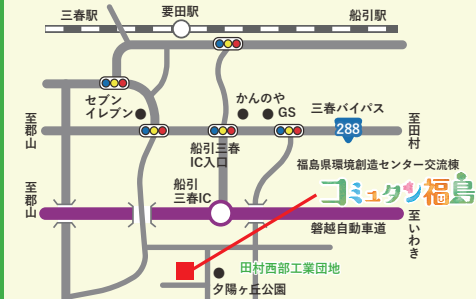 三春駅
要田駅
船引駅
セブン
イレブン
かんのや
GS
三春バイパス
288
至郡山
至田村
船引三春
IC入口
福島県環境創造センター交流棟
コミュタン福島
至郡山
船引
三春IC
磐越自動車道
至いわき
田村西部工業団地
夕陽ヶ丘公園